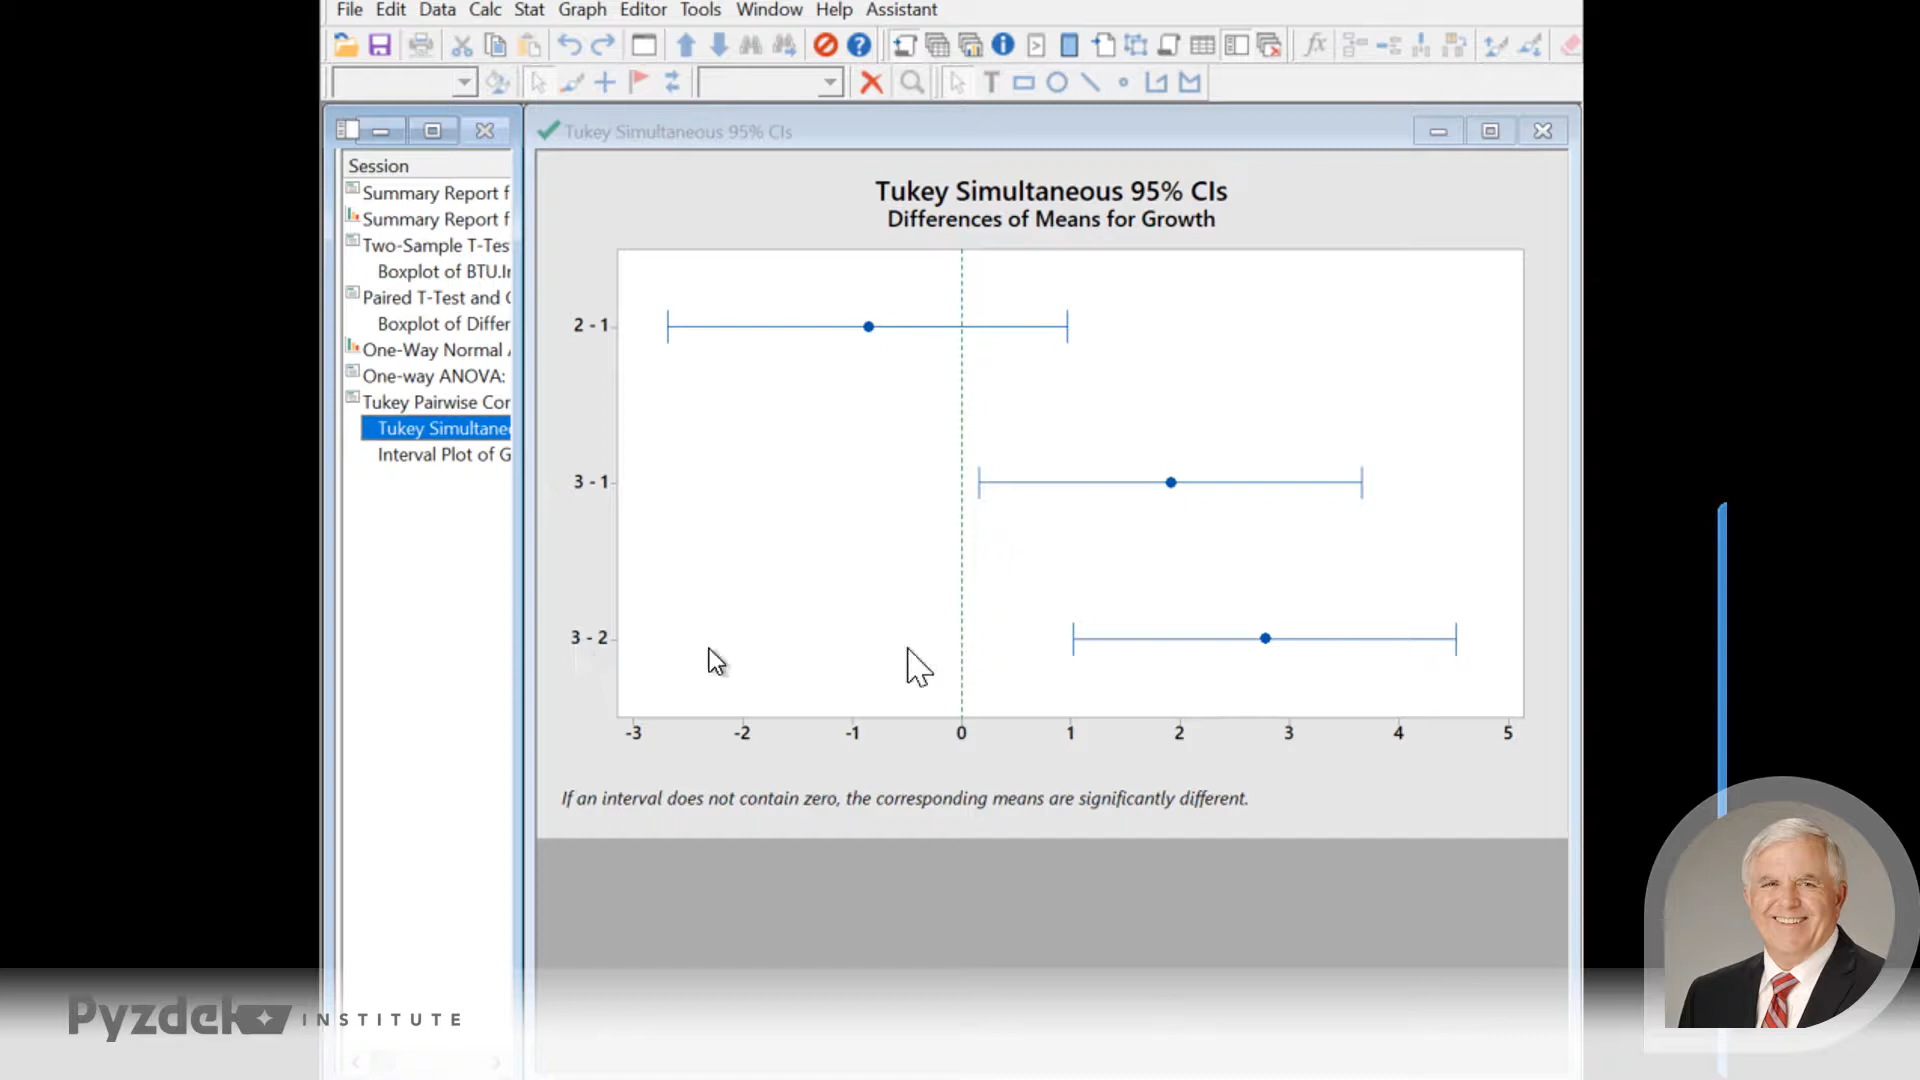 File Edit Data Calc Stat Graph Editor Tools Window Help Assistant
fx
T
Tukey Simultaneous 95% CIs
Session
Summary Report f
Summary Report f
Two-Sample T-Tes
Boxplot of BTU.In
Paired T-Test and C
Boxplot of Differ
One-Way Normal A
One-way ANOVA:
Tukey Pairwise Cor
Tukey Simultane
Interval Plot of G
Tukey Simultaneous 95% CIs
Differences of Means for Growth
2 - 1
3 - 1
3 - 2
-3 -2 -1 0 1 2 3 4 5
If an interval does not contain zero, the corresponding means are significantly different.
Pyzdek INSTITUTE